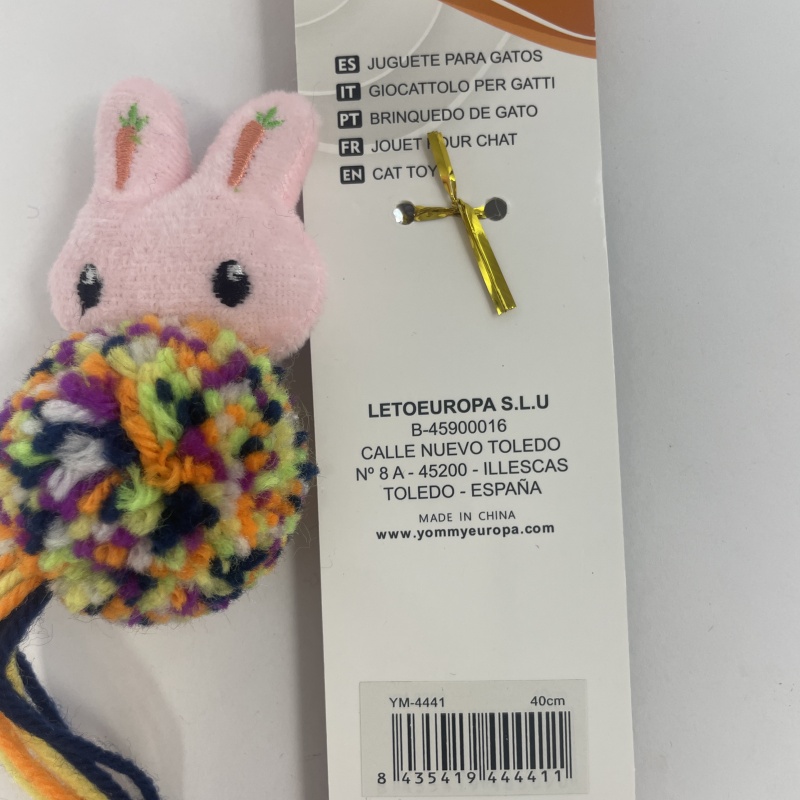 ES JUGUETE PARA GATOS
IT GIOCATTOLO PER GATTI
PT BRINQUEDO DE GATO
FR JOUET POUR CHAT
EN CAT TOY
LETOEUROPA S.L.U
B-45900016
CALLE NUEVO TOLEDO
Nº 8 A - 45200 - ILLESCAS
TOLEDO - ESPAÑA
MADE IN CHINA
www.yommyeuropa.com
YM-4441 40cm
8 435419 444411